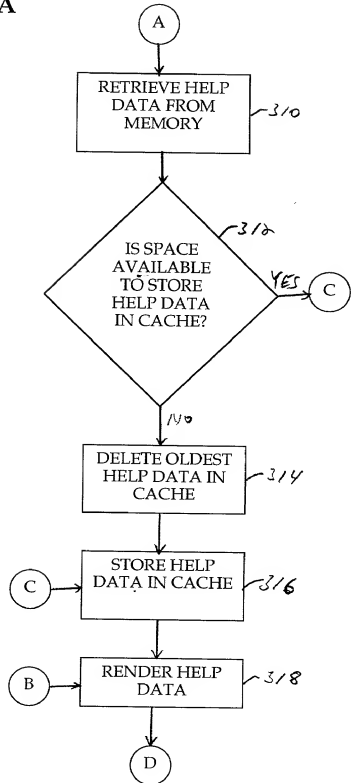 A
A
RETRIEVE HELP
DATA FROM
MEMORY
310
312
IS SPACE
AVAILABLE
TO STORE
HELP DATA
IN CACHE?
YES
C
NO
DELETE OLDEST
HELP DATA IN
CACHE
314
STORE HELP
DATA IN CACHE
C
316
RENDER HELP
DATA
B
318
D